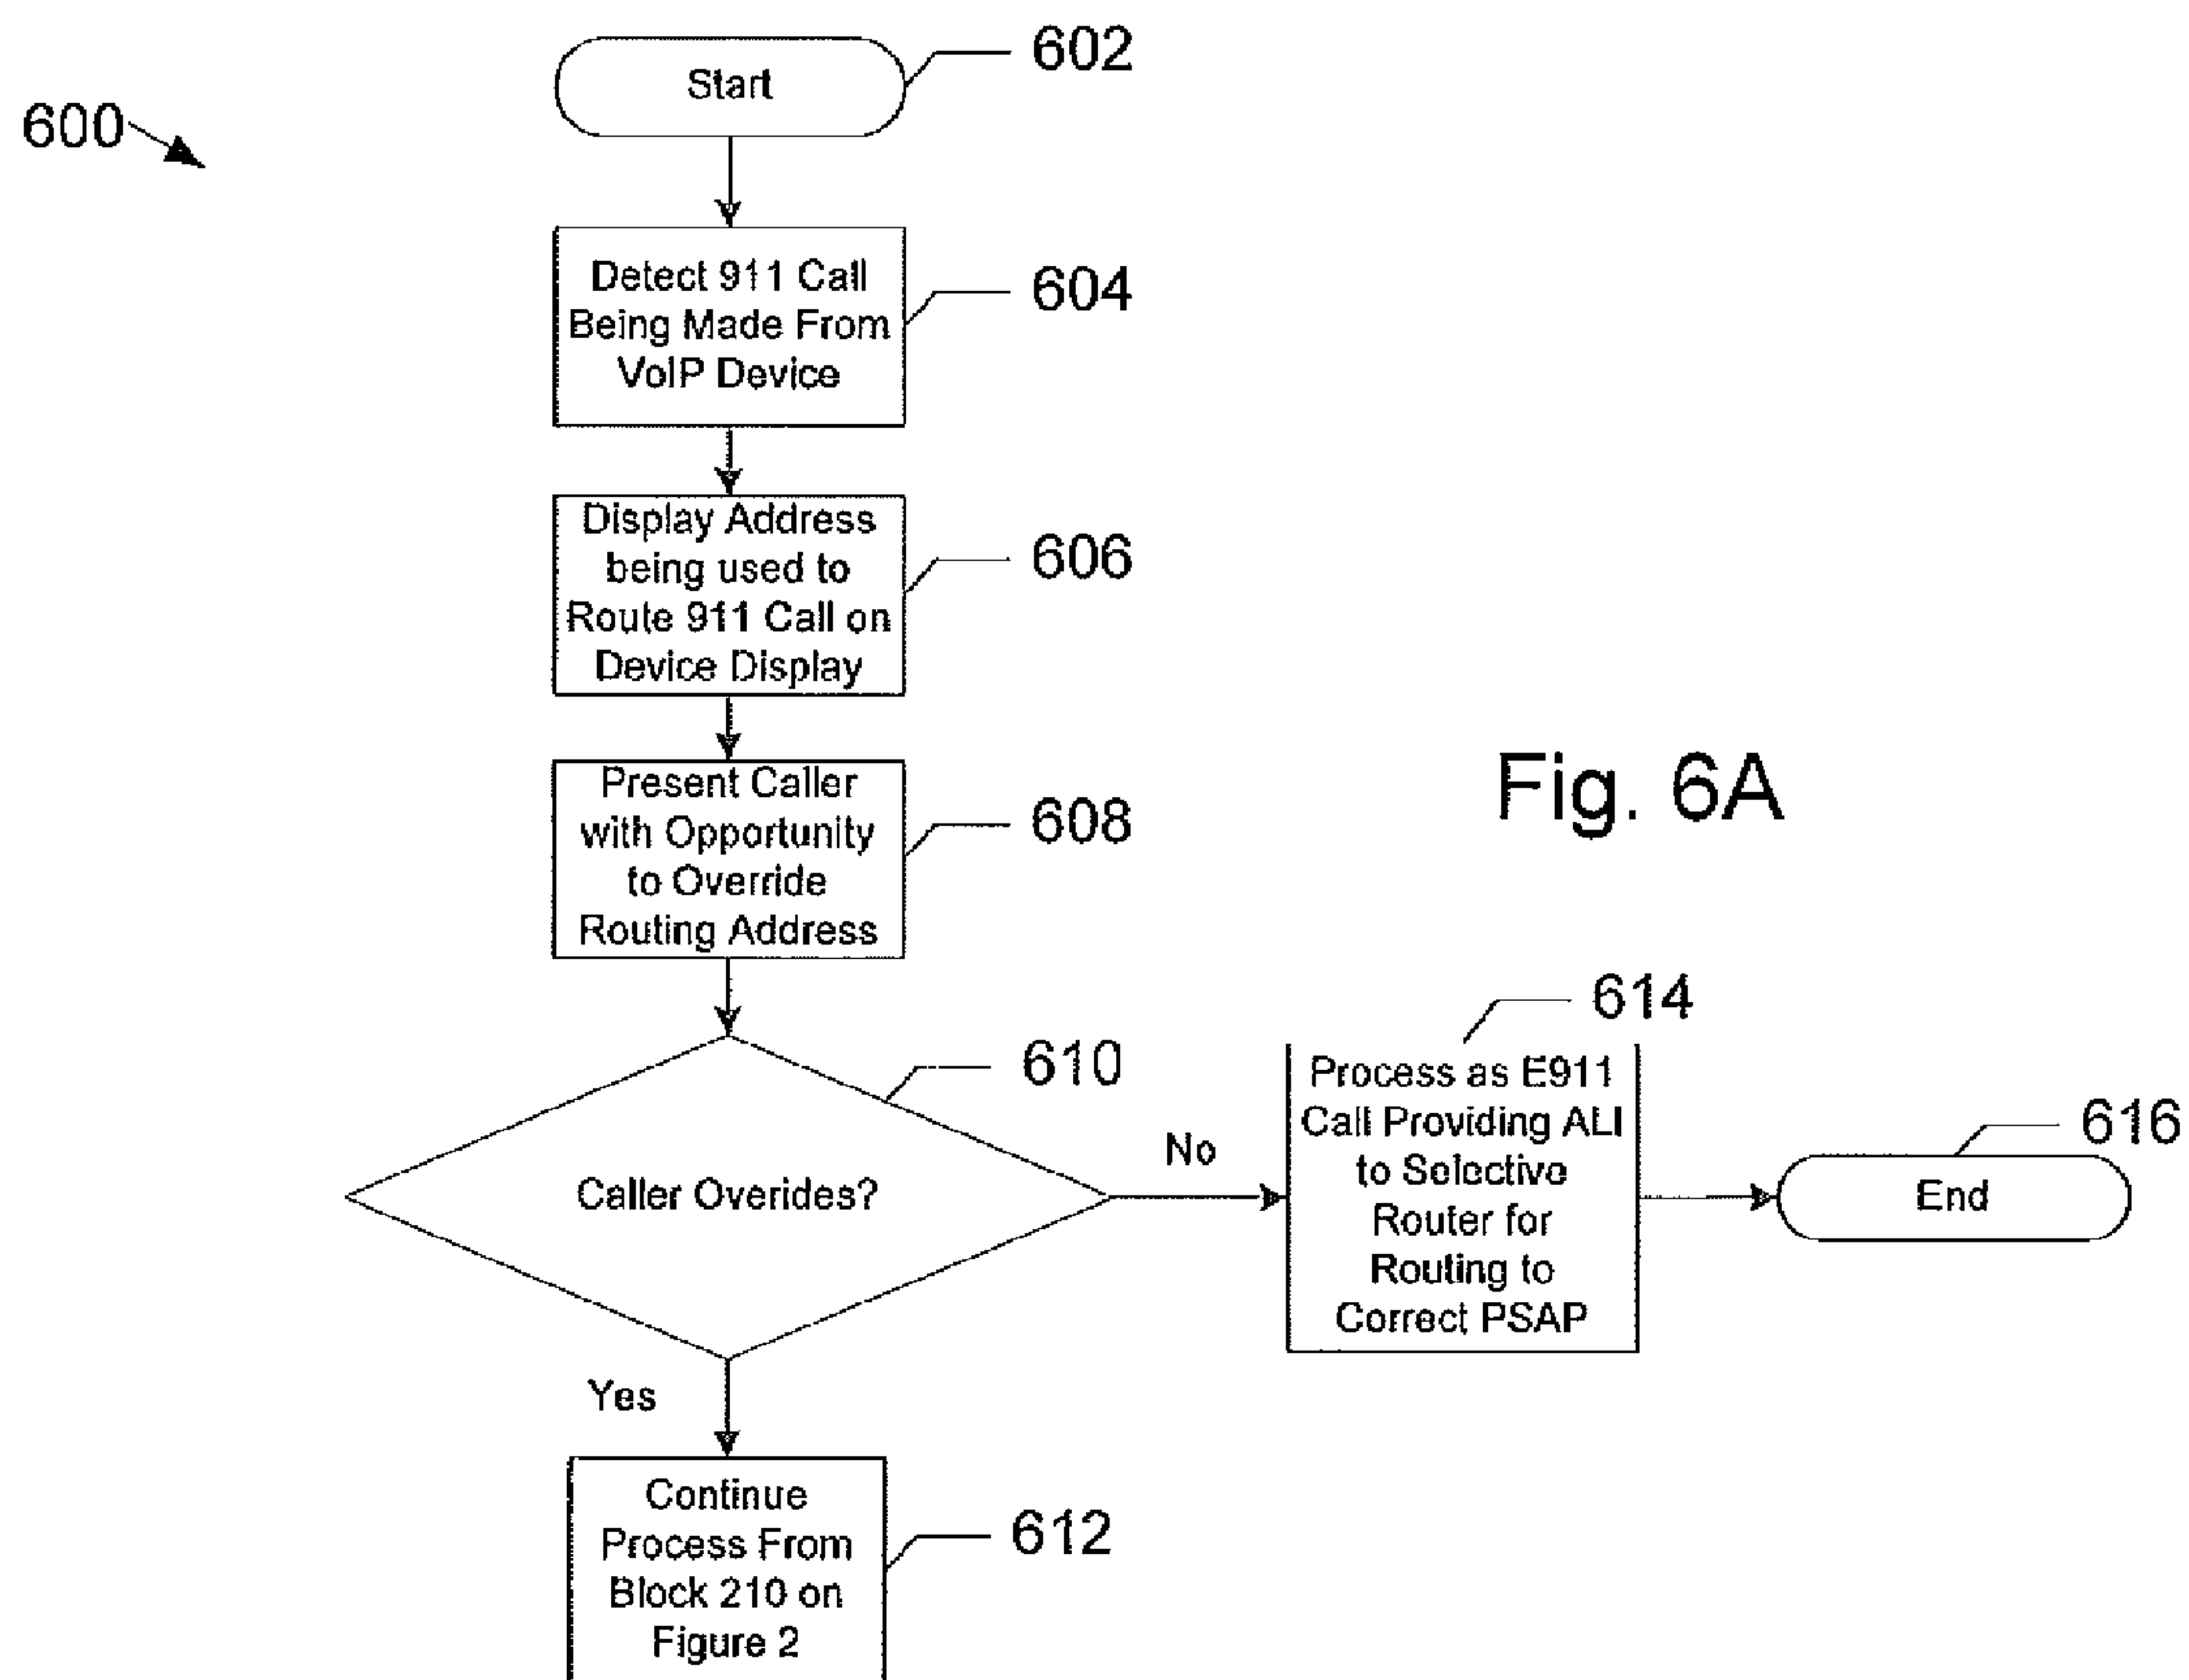 Start
602
600
Detect 911 Call
Being Made From
VoIP Device
604
Display Address
being used to
Route 911 Call on
Device Display
606
Present Caller
with Opportunity
to Override
Routing Address
608
Fig. 6A
Caller Overides?
610
No
614
Process as E911
Call Providing ALI
to Selective
Router for
Routing to
Correct PSAP
616
End
Yes
Continue
Process From
Block 210 on
Figure 2
612